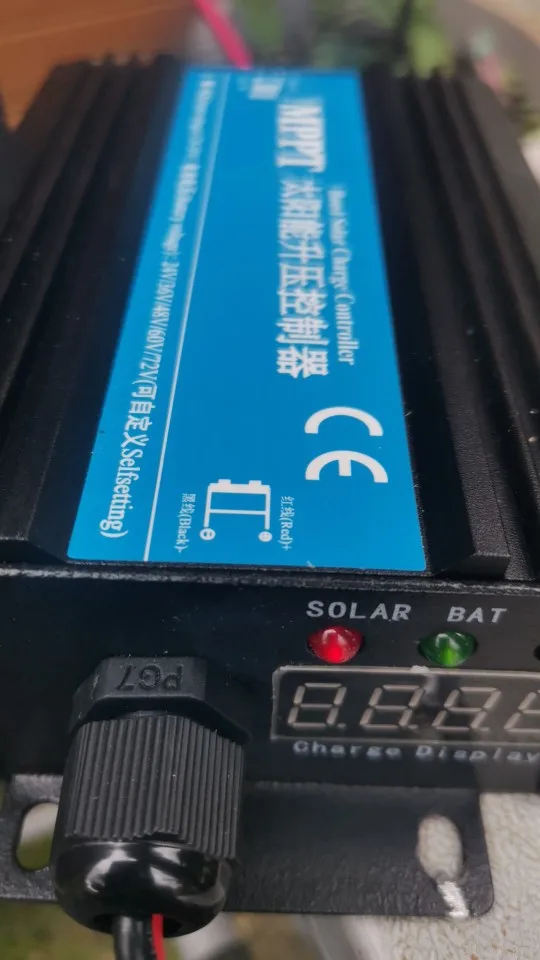 MPPT 太阳能升压控制器
Boost Solar Charge Controller
CE
24V/36V/48V/60V/72V(可自定义Selfsetting)
红线(Red)+
黑线(Black)-
SOLAR BAT
Charge Display
PG7